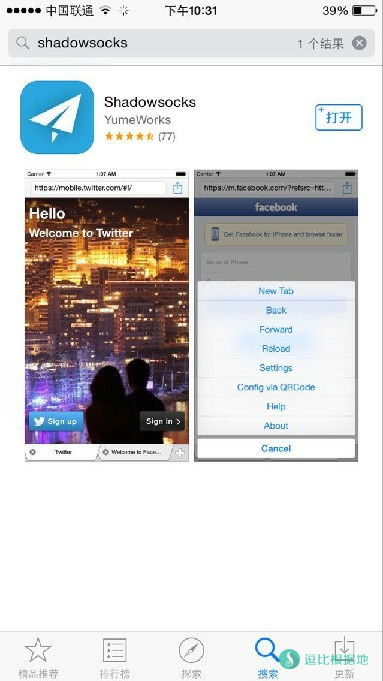 中国联通 下午10:31 39%
shadowsocks 1 个结果
Shadowsocks
YumeWorks
(77)
+打开
Carrier 1:07 AM
https://mobile.twitter.com/#!/
Hello
Welcome to Twitter
Sign up Sign in >
Twitter Welcome to Face...
Carrier 1:07 AM
https://m.facebook.com/?refsrc=htt...
facebook
Get Facebook for iPhone and browse faster
Email or Phone
New Tab
Back
Forward
Reload
Settings
Config via QRCode
Help
About
Cancel
精品推荐 排行榜 探索 搜索 更新
逗比根据地